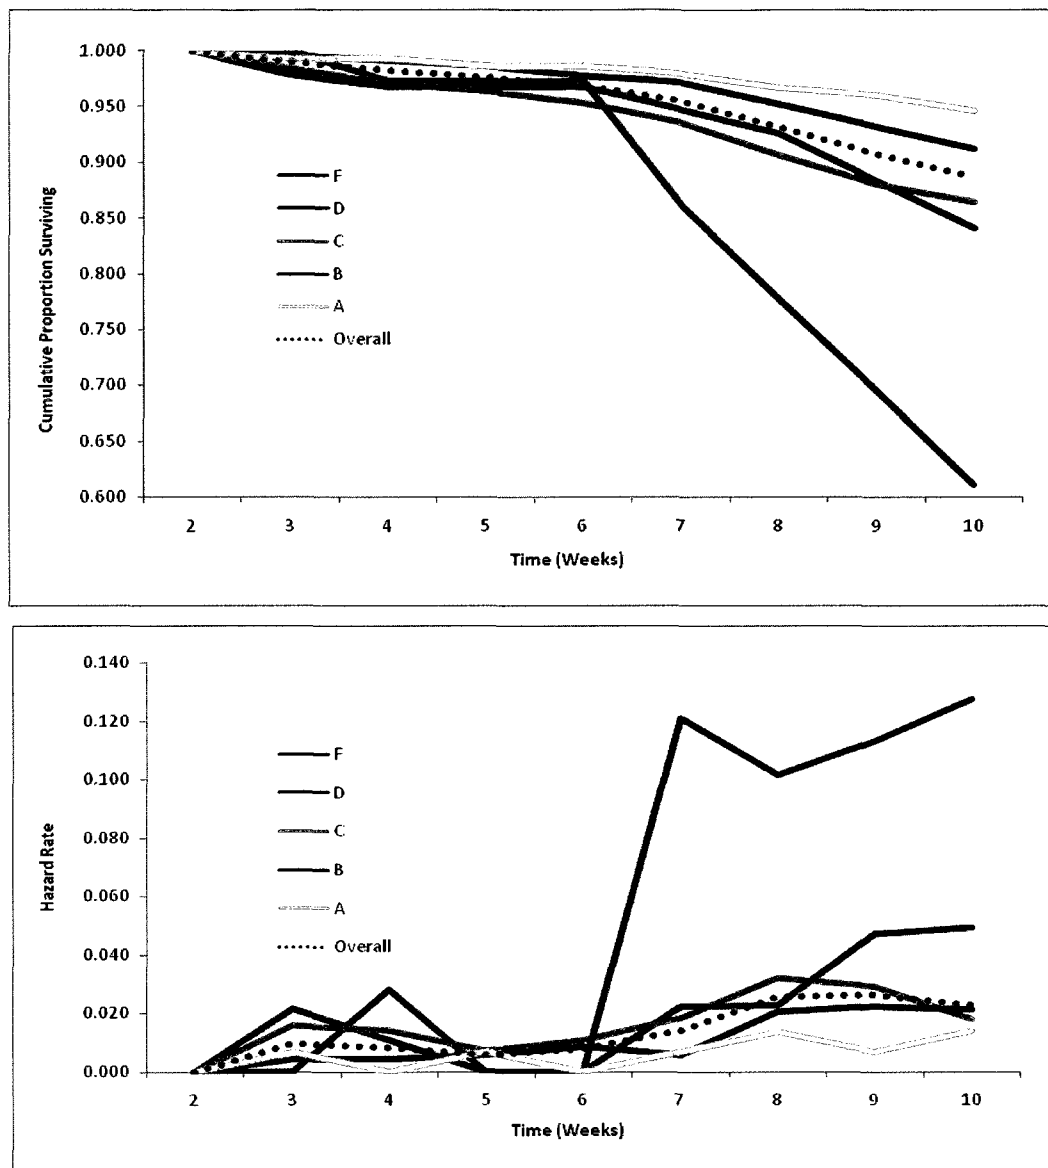 1.000
0.950
0.900
0.850
0.800
0.750
0.700
0.650
0.600
Cumulative Proportion Surviving
F
D
C
B
A
Overall
2 3 4 5 6 7 8 9 10
Time (Weeks)
0.140
0.120
0.100
0.080
0.060
0.040
0.020
0.000
Hazard Rate
F
D
C
B
A
Overall
2 3 4 5 6 7 8 9 10
Time (Weeks)